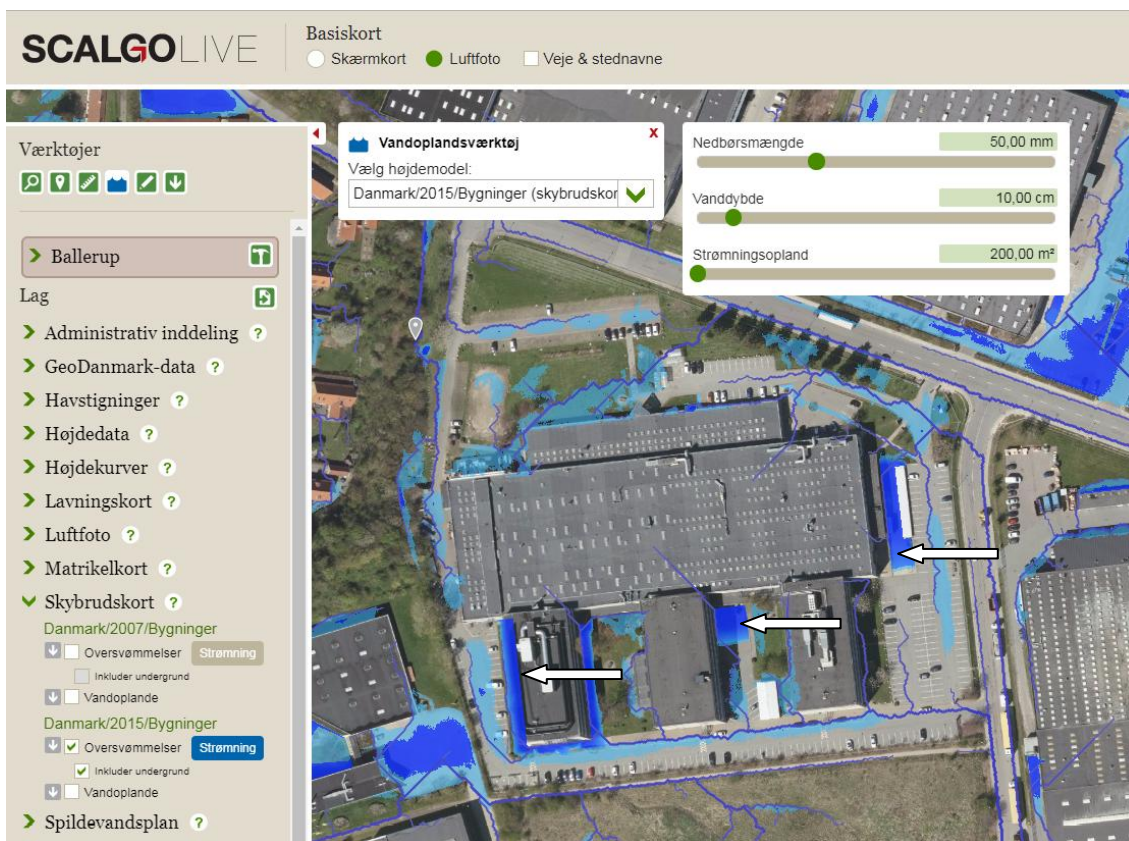 SCALGOLIVE
Basiskort
Skærmkort Luftfoto Veje & stednavne
Værktøjer
Ballerup
Lag
Administrativ inddeling ?
GeoDanmark-data ?
Havstigninger ?
Højdedata ?
Højdekurver ?
Lavningskort ?
Luftfoto ?
Matrikelkort ?
Skybrudskort ?
Danmark/2007/Bygninger
Oversvømmelser Strømning
Inkluder undergrund
Vandoplande
Danmark/2015/Bygninger
Oversvømmelser Strømning
Inkluder undergrund
Vandoplande
Spildevandsplan ?
Vandoplandsværktøj x
Vælg højdemodel:
Danmark/2015/Bygninger (skybrudskor
Nedbørsmængde 50,00 mm
Vanddybde 10,00 cm
Strømningsopland 200,00 m²